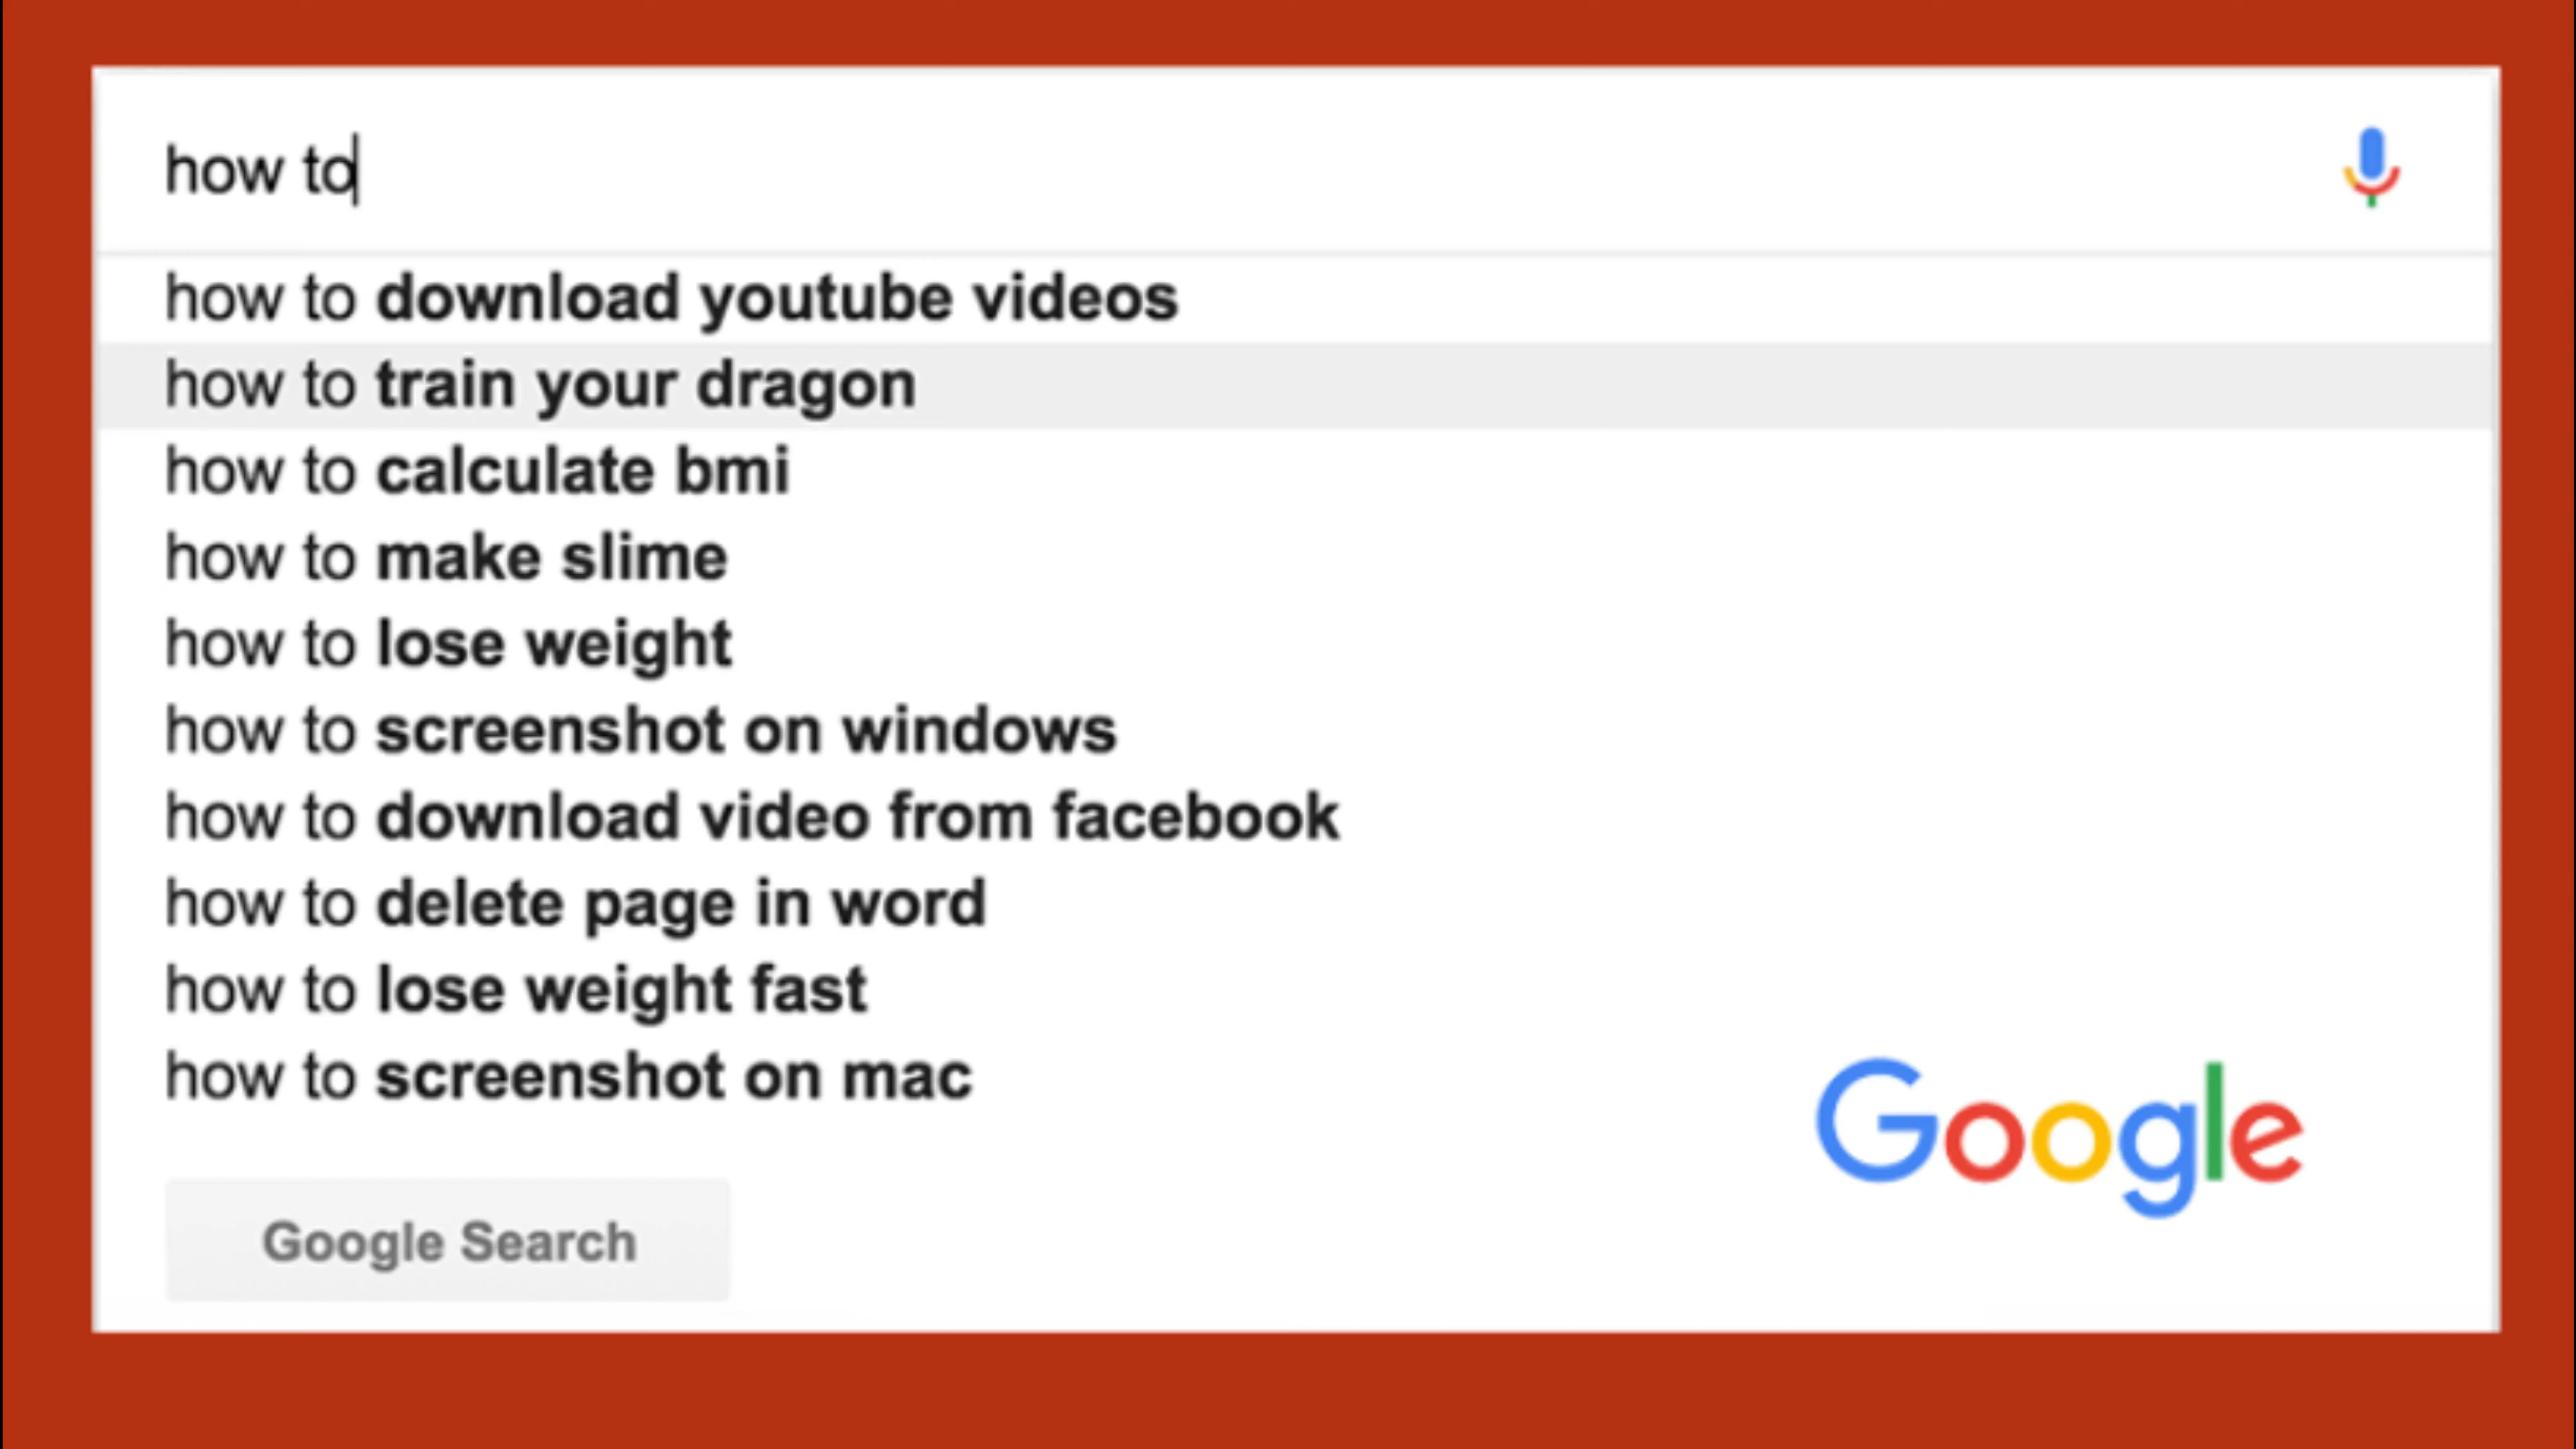 how to
how to download youtube videos
how to train your dragon
how to calculate bmi
how to make slime
how to lose weight
how to screenshot on windows
how to download video from facebook
how to delete page in word
how to lose weight fast
how to screenshot on mac
Google
Google Search